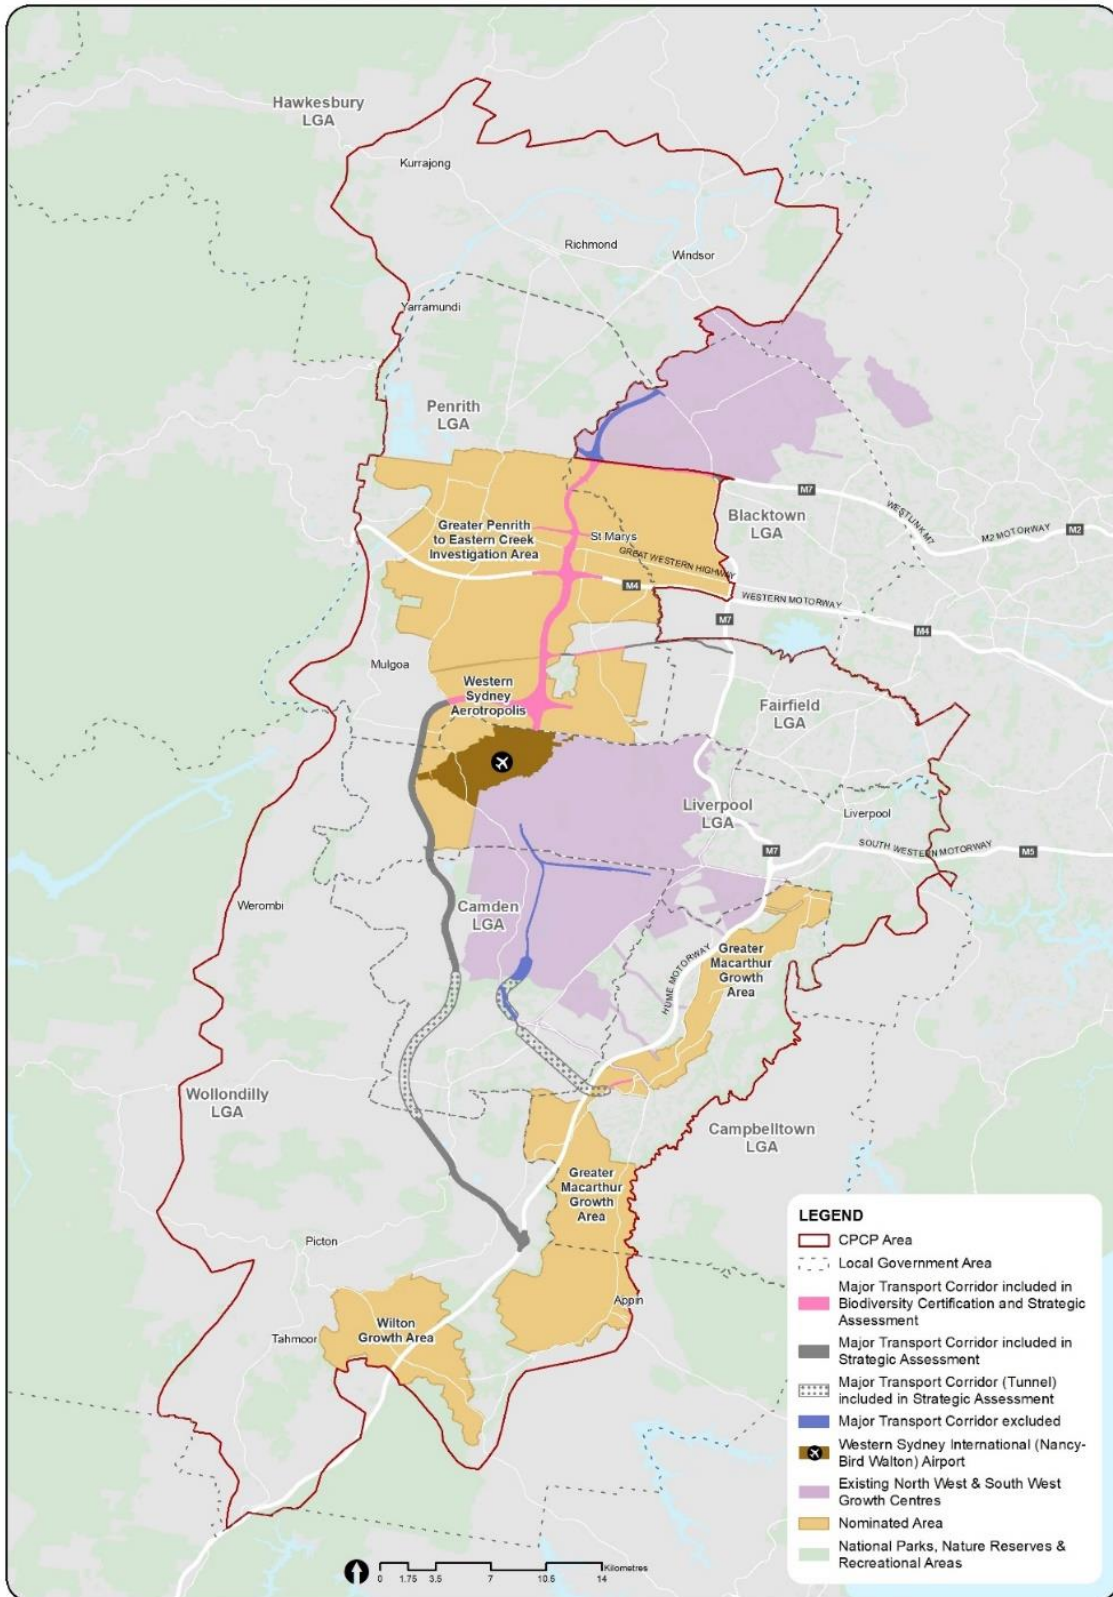 Hawkesbury
LGA
Kurrajong
Richmond
Windsor
Yarramundi
Penrith
LGA
M7
WESTLINK M7
M2 MOTORWAY
M2
Blacktown
LGA
Greater Penrith
to Eastern Creek
Investigation Area
St Marys
GREAT WESTERN HIGHWAY
M4
WESTERN MOTORWAY
M7
M4
Mulgoa
Western
Sydney
Aerotropolis
Fairfield
LGA
Liverpool
LGA
Liverpool
SOUTH WESTERN MOTORWAY
M5
M7
Werombi
Camden
LGA
HUME MOTORWAY
Greater
Macarthur
Growth
Area
Wollondilly
LGA
Campbelltown
LGA
Greater
Macarthur
Growth
Area
Picton
Appin
Wilton
Growth Area
Tahmoor
LEGEND
CPCP Area
Local Government Area
Major Transport Corridor included in
Biodiversity Certification and Strategic
Assessment
Major Transport Corridor included in
Strategic Assessment
Major Transport Corridor (Tunnel)
included in Strategic Assessment
Major Transport Corridor excluded
Western Sydney International (Nancy-
Bird Walton) Airport
Existing North West & South West
Growth Centres
Nominated Area
National Parks, Nature Reserves &
Recreational Areas
Kilometres
0 1.75 3.5 7 10.5 14